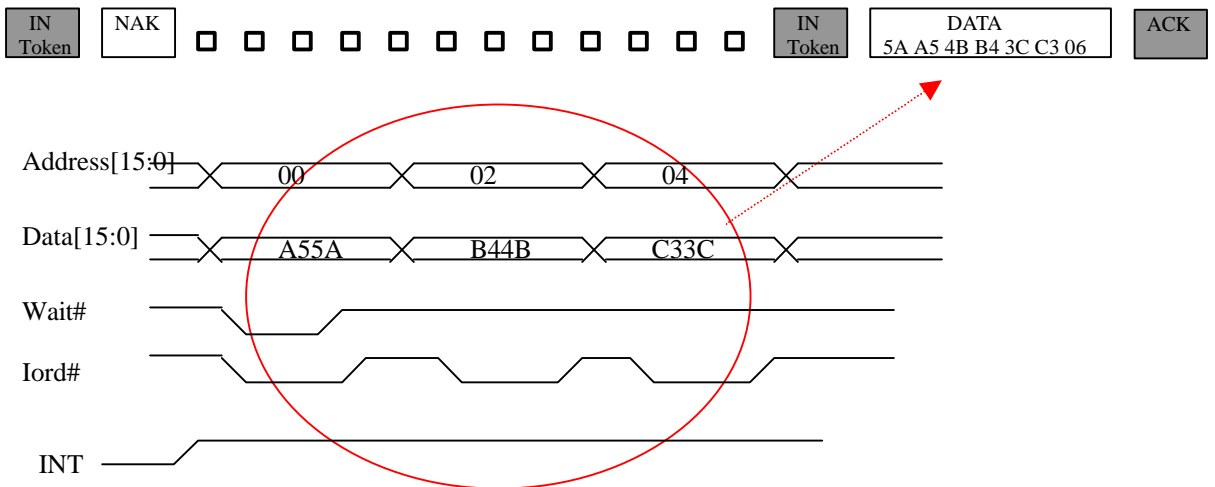 IN
Token
NAK
IN
Token
DATA
5A A5 4B B4 3C C3 06
ACK
Address[15:0]
00
02
04
Data[15:0]
A55A
B44B
C33C
Wait#
Iord#
INT